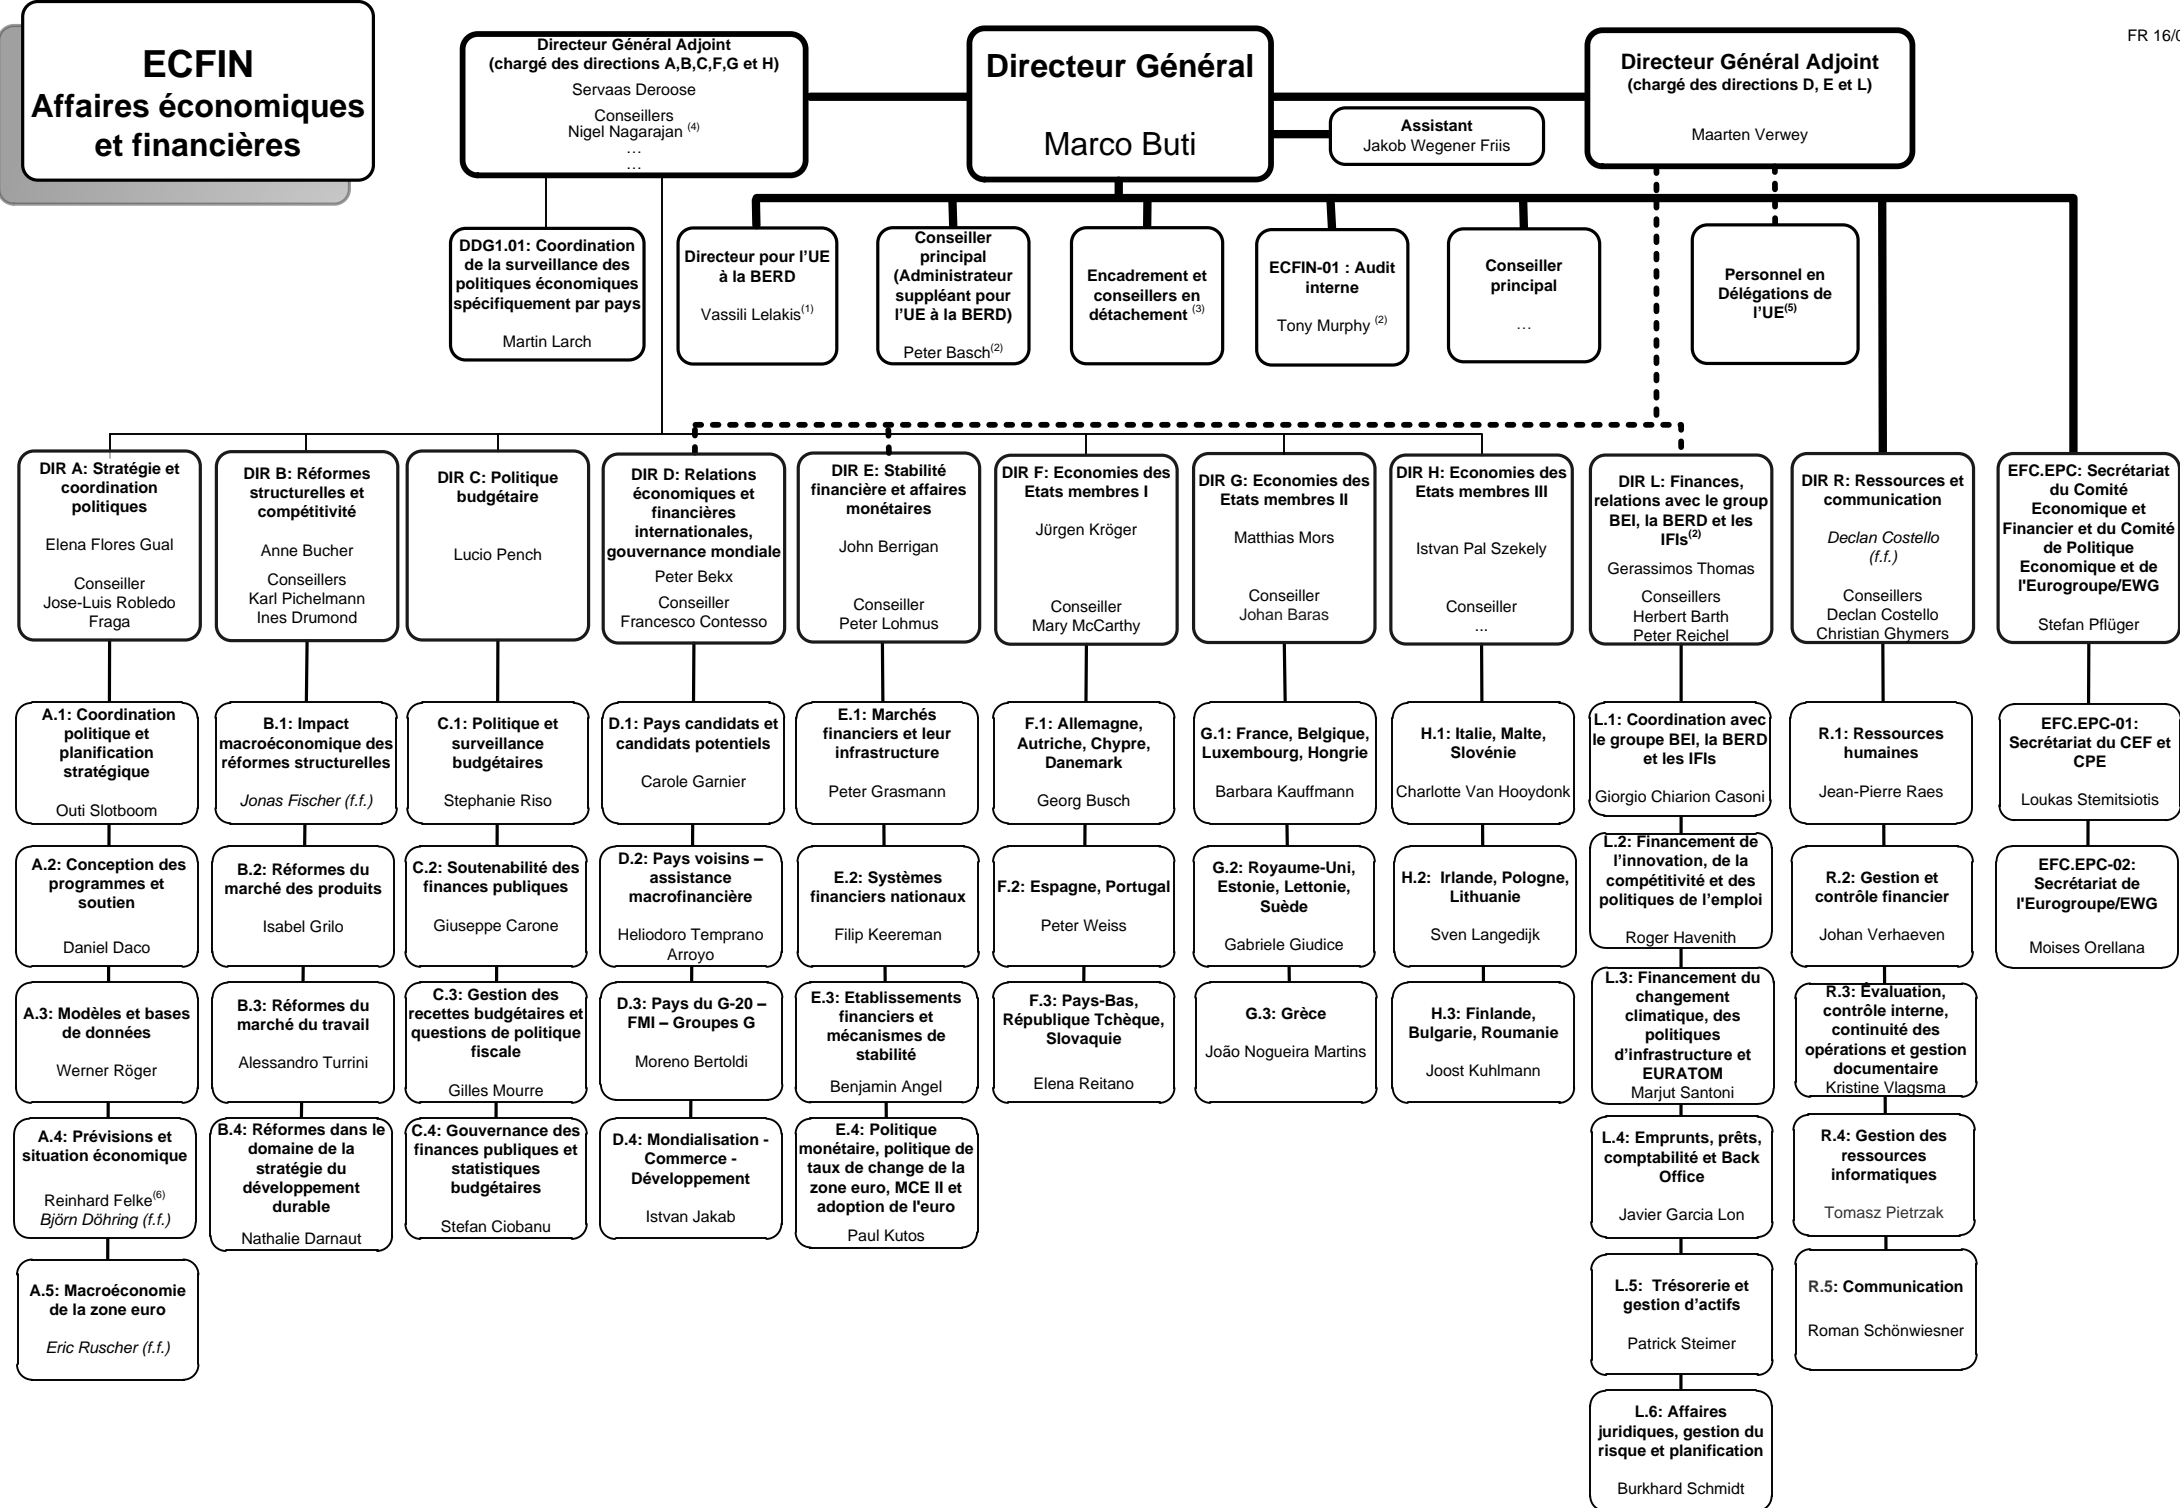 ECFIN
Affaires économiques
et financières
Directeur Général Adjoint
(chargé des directions A,B,C,F,G et H)
Servaas Deroose
Conseillers
Nigel Nagarajan (4)
…
…
Directeur Général
Marco Buti
Assistant
Jakob Wegener Friis
Directeur Général Adjoint
(chargé des directions D, E et L)
Maarten Verwey
FR 16/
DDG1.01: Coordination
de la surveillance des
politiques économiques
spécifiquement par pays
Martin Larch
Directeur pour l’UE
à la BERD
Vassili Lelakis(1)
Conseiller
principal
(Administrateur
suppléant pour
l’UE à la BERD)
Peter Basch(2)
Encadrement et
conseillers en
détachement (3)
ECFIN-01 : Audit
interne
Tony Murphy (2)
Conseiller
principal
…
Personnel en
Délégations de
l’UE(5)
DIR A: Stratégie et
coordination
politiques
Elena Flores Gual
Conseiller
Jose-Luis Robledo
Fraga
DIR B: Réformes
structurelles et
compétitivité
Anne Bucher
Conseillers
Karl Pichelmann
Ines Drumond
DIR C: Politique
budgétaire
Lucio Pench
DIR D: Relations
économiques et
financières
internationales,
gouvernance mondiale
Peter Bekx
Conseiller
Francesco Contesso
DIR E: Stabilité
financière et affaires
monétaires
John Berrigan
Conseiller
Peter Lohmus
DIR F: Economies des
Etats membres I
Jürgen Kröger
Conseiller
Mary McCarthy
DIR G: Economies des
Etats membres II
Matthias Mors
Conseiller
Johan Baras
DIR H: Economies des
Etats membres III
Istvan Pal Szekely
Conseiller
...
DIR L: Finances,
relations avec le group
BEI, la BERD et les
IFIs(2)
Gerassimos Thomas
Conseillers
Herbert Barth
Peter Reichel
DIR R: Ressources et
communication
Declan Costello
(f.f.)
Conseillers
Declan Costello
Christian Ghymers
EFC.EPC: Secrétariat
du Comité
Economique et
Financier et du Comité
de Politique
Economique et de
l'Eurogroupe/EWG
Stefan Pflüger
A.1: Coordination
politique et
planification
stratégique
Outi Slotboom
B.1: Impact
macroéconomique des
réformes structurelles
Jonas Fischer (f.f.)
C.1: Politique et
surveillance
budgétaires
Stephanie Riso
D.1: Pays candidats et
candidats potentiels
Carole Garnier
E.1: Marchés
financiers et leur
infrastructure
Peter Grasmann
F.1: Allemagne,
Autriche, Chypre,
Danemark
Georg Busch
G.1: France, Belgique,
Luxembourg, Hongrie
Barbara Kauffmann
H.1: Italie, Malte,
Slovénie
Charlotte Van Hooydonk
L.1: Coordination avec
le groupe BEI, la BERD
et les IFIs
Giorgio Chiarion Casoni
R.1: Ressources
humaines
Jean-Pierre Raes
EFC.EPC-01:
Secrétariat du CEF et
CPE
Loukas Stemitsiotis
A.2: Conception des
programmes et
soutien
Daniel Daco
B.2: Réformes du
marché des produits
Isabel Grilo
C.2: Soutenabilité des
finances publiques
Giuseppe Carone
D.2: Pays voisins –
assistance
macrofinancière
Heliodoro Temprano
Arroyo
E.2: Systèmes
financiers nationaux
Filip Keereman
F.2: Espagne, Portugal
Peter Weiss
G.2: Royaume-Uni,
Estonie, Lettonie,
Suède
Gabriele Giudice
H.2: Irlande, Pologne,
Lithuanie
Sven Langedijk
L.2: Financement de
l’innovation, de la
compétitivité et des
politiques de l’emploi
Roger Havenith
R.2: Gestion et
contrôle financier
Johan Verhaeven
EFC.EPC-02:
Secrétariat de
l'Eurogroupe/EWG
Moises Orellana
A.3: Modèles et bases
de données
Werner Röger
B.3: Réformes du
marché du travail
Alessandro Turrini
C.3: Gestion des
recettes budgétaires et
questions de politique
fiscale
Gilles Mourre
D.3: Pays du G-20 –
FMI – Groupes G
Moreno Bertoldi
E.3: Etablissements
financiers et
mécanismes de
stabilité
Benjamin Angel
F.3: Pays-Bas,
République Tchèque,
Slovaquie
Elena Reitano
G.3: Grèce
João Nogueira Martins
H.3: Finlande,
Bulgarie, Roumanie
Joost Kuhlmann
L.3: Financement du
changement
climatique, des
politiques
d’infrastructure et
EURATOM
Marjut Santoni
R.3: Évaluation,
contrôle interne,
continuité des
opérations et gestion
documentaire
Kristine Vlagsma
A.4: Prévisions et
situation économique
Reinhard Felke(6)
Björn Döhring (f.f.)
B.4: Réformes dans le
domaine de la
stratégie du
développement
durable
Nathalie Darnaut
C.4: Gouvernance des
finances publiques et
statistiques
budgétaires
Stefan Ciobanu
D.4: Mondialisation -
Commerce -
Développement
Istvan Jakab
E.4: Politique
monétaire, politique de
taux de change de la
zone euro, MCE II et
adoption de l'euro
Paul Kutos
L.4: Emprunts, prêts,
comptabilité et Back
Office
Javier Garcia Lon
R.4: Gestion des
ressources
informatiques
Tomasz Pietrzak
A.5: Macroéconomie
de la zone euro
Eric Ruscher (f.f.)
L.5: Trésorerie et
gestion d’actifs
Patrick Steimer
R.5: Communication
Roman Schönwiesner
L.6: Affaires
juridiques, gestion du
risque et planification
Burkhard Schmidt